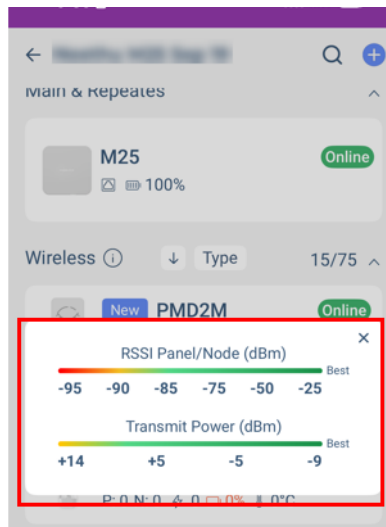 Main & Repeates
M25
Online
100%
Wireless
Type
15/75
New
PMD2M
Online
RSSI Panel/Node (dBm)
Best
-95 -90 -85 -75 -50 -25
Transmit Power (dBm)
Best
+14 +5 -5 -9
P: 0 N: 0 0 0% 0°C